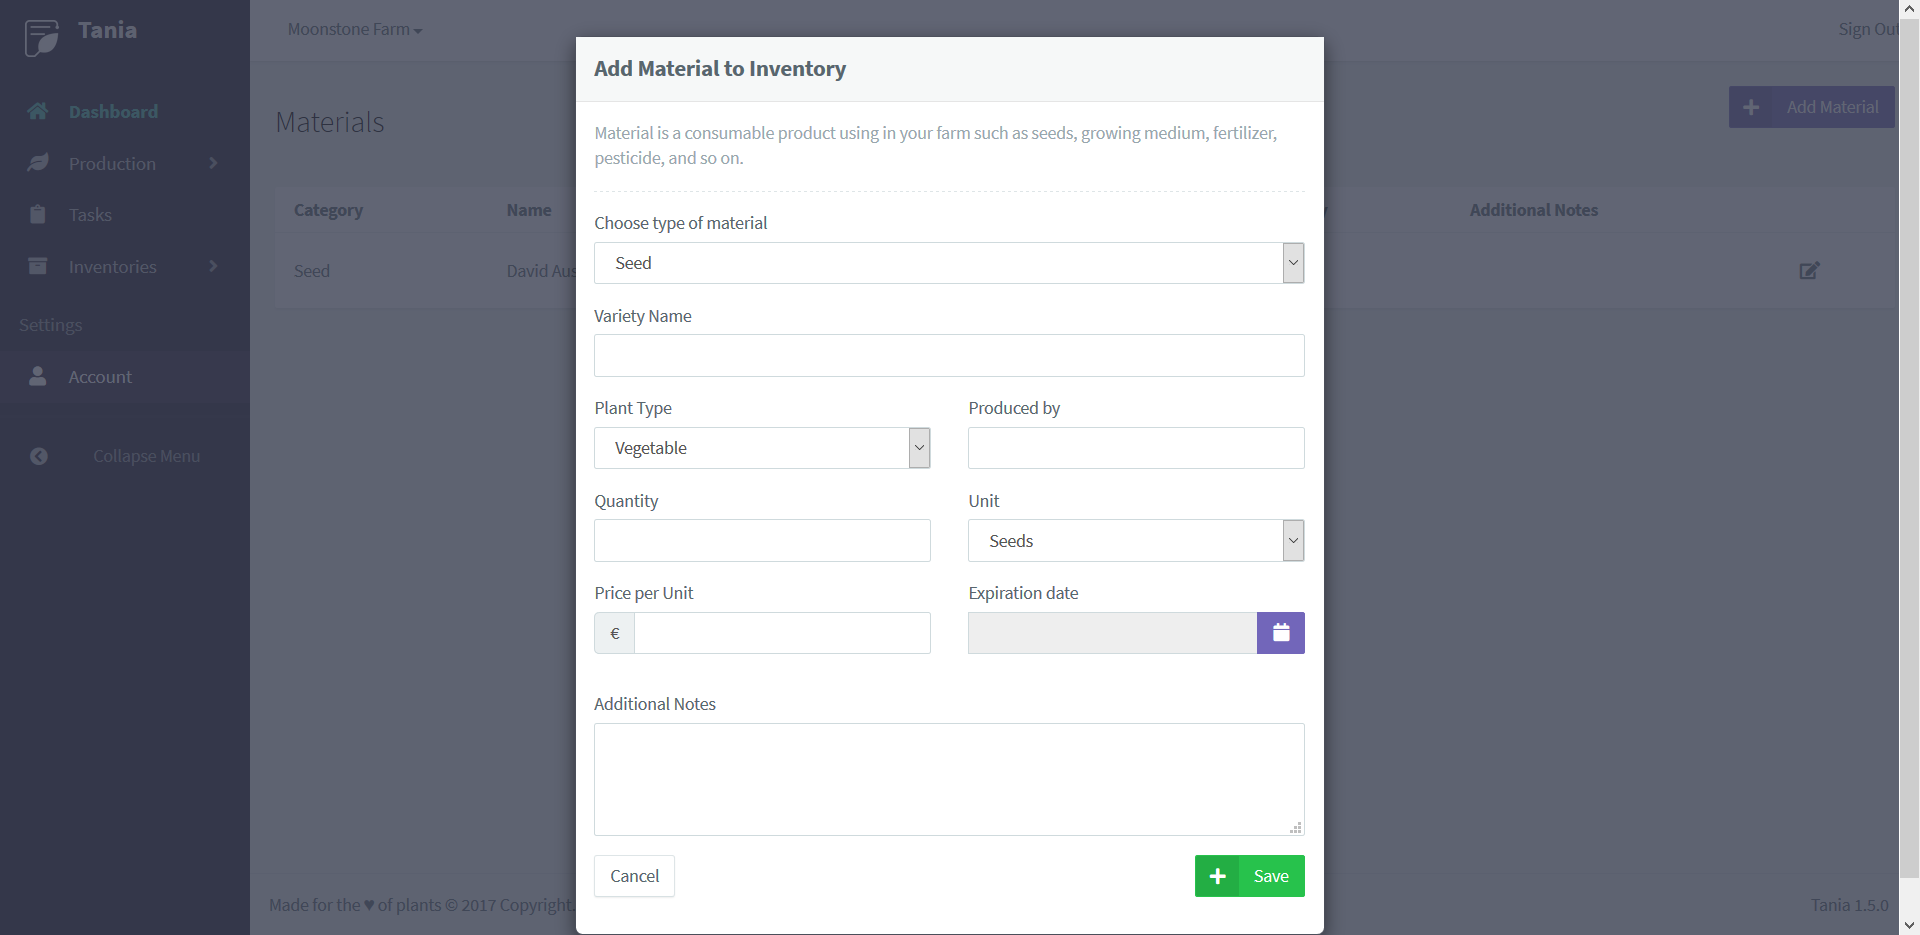 Tania
Moonstone Farm
Sign Out
Dashboard
Production
Tasks
Inventories
Settings
Account
Collapse Menu
Materials
Add Material
Category
Name
Additional Notes
Seed
David Aus
Add Material to Inventory
Material is a consumable product using in your farm such as seeds, growing medium, fertilizer,
pesticide, and so on.
Choose type of material
Seed
Variety Name
Plant Type
Produced by
Vegetable
Quantity
Unit
Seeds
Price per Unit
Expiration date
€
Additional Notes
Cancel
Save
Made for the ♥ of plants © 2017 Copyright.
Tania 1.5.0